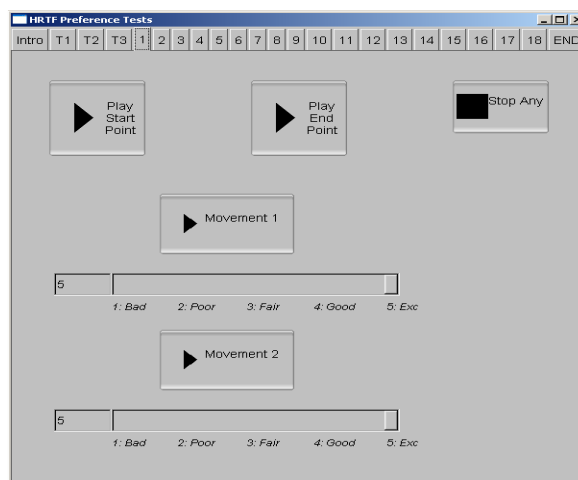 HRTF Preference Tests
Intro T1 T2 T3 1 2 3 4 5 6 7 8 9 10 11 12 13 14 15 16 17 18 END
Play
Start
Point
Play
End
Point
Stop Any
Movement 1
5
1: Bad 2: Poor 3: Fair 4: Good 5: Exc
Movement 2
5
1: Bad 2: Poor 3: Fair 4: Good 5: Exc